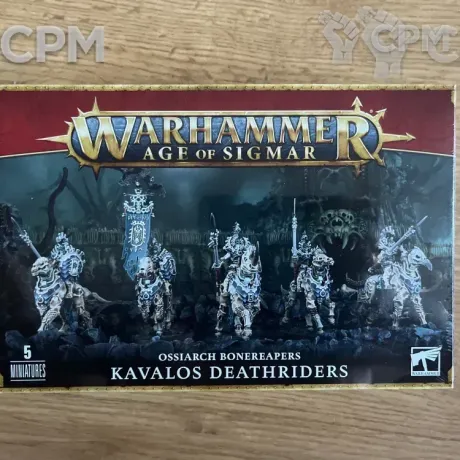 CPM
CPM
WARHAMMER
AGE OF SIGMAR
OSSIARCH BONEREAPERS
KAVALOS DEATHRIDERS
5
MINIATURES